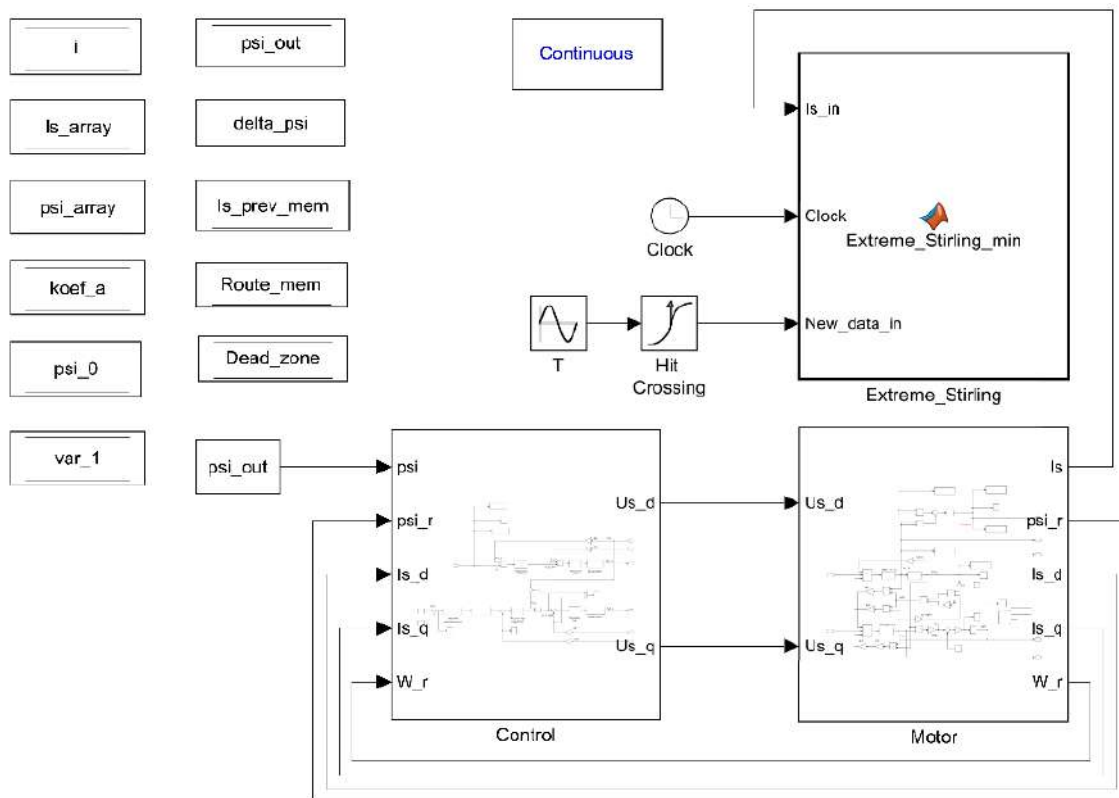 i
psi_out
Continuous
Is_array
delta_psi
Is_in
psi_array
Is_prev_mem
Clock
Clock
Extreme_Stirling_min
koef_a
Route_mem
New_data_in
T
Hit
Crossing
psi_0
Dead_zone
Extreme_Stirling
var_1
psi_out
psi
Us_d
Us_d
Is
psi_r
psi_r
Is_d
Is_d
Is_q
Is_q
Us_q
Us_q
W_r
W_r
Control
Motor